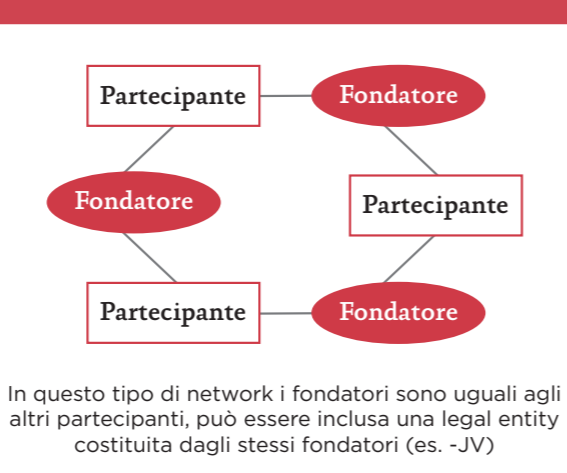 Partecipante
Fondatore
Fondatore
Partecipante
Partecipante
Fondatore
In questo tipo di network i fondatori sono uguali agli
altri partecipanti, può essere inclusa una legal entity
costituita dagli stessi fondatori (es. -JV)